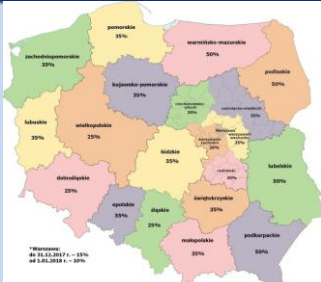 pomorskie
35%
zachodniopomorskie
35%
warmińsko-mazurskie
50%
podlaskie
50%
kujawsko-pomorskie
35%
lubuskie
35%
wielkopolskie
25%
łódzkie
35%
lubelskie
50%
dolnośląskie
25%
opolskie
35%
śląskie
25%
świętokrzyskie
35%
małopolskie
35%
podkarpackie
50%
*Warszawa:
do 31.12.2017 r. – 15%
od 1.01.2018 r. – 10%